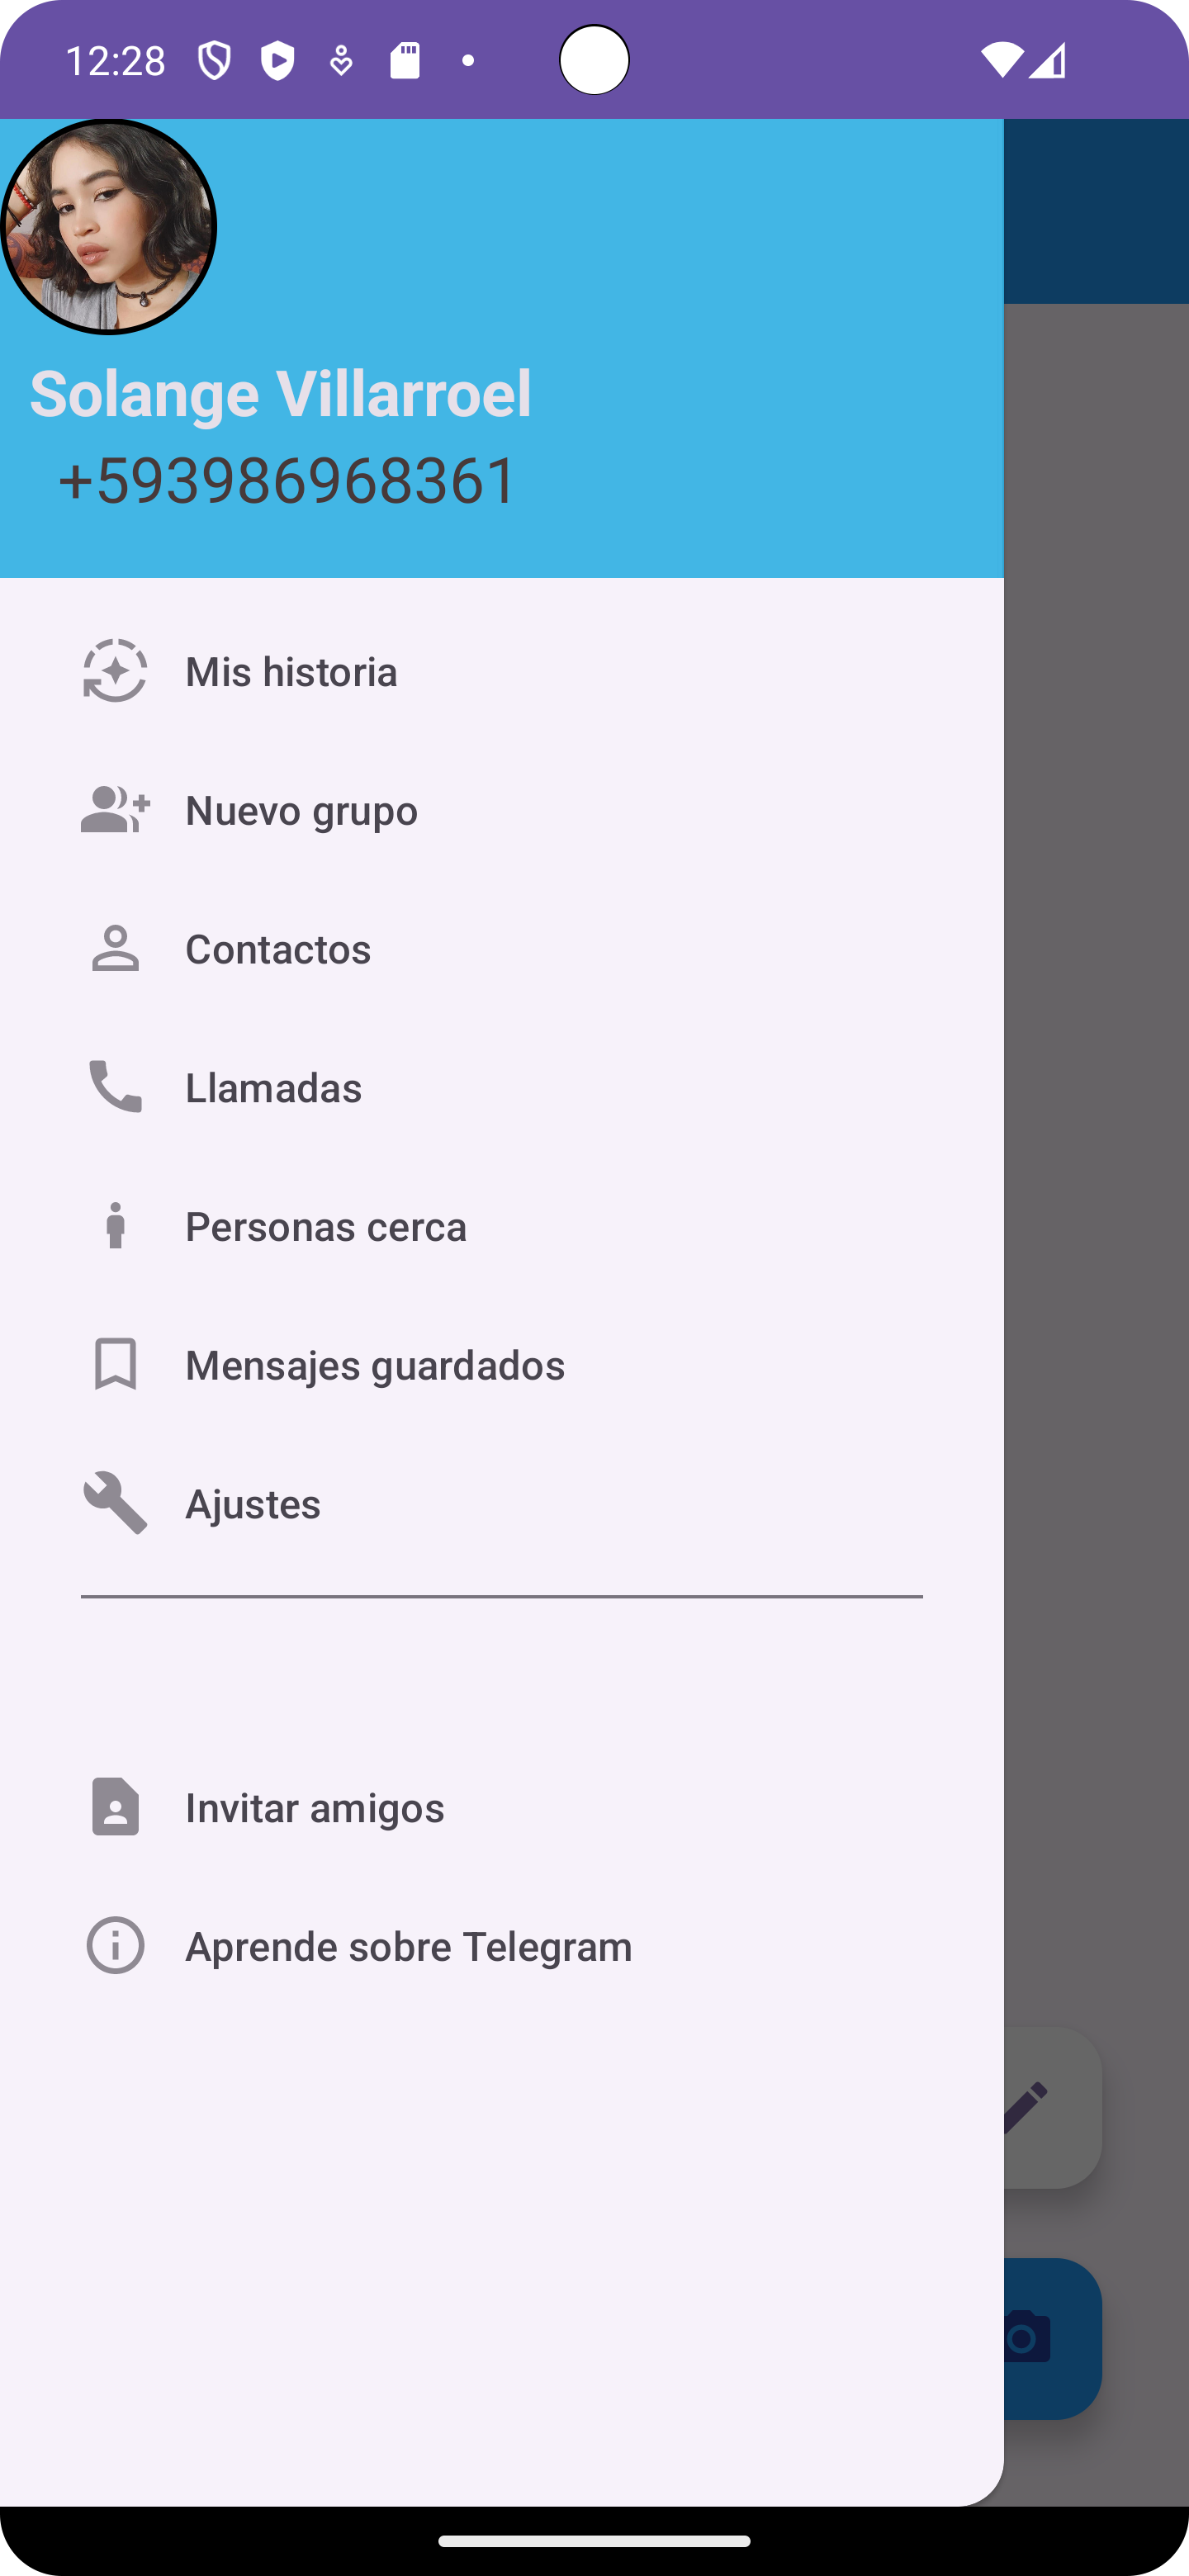 12:28
Solange Villarroel
+593986968361
Mis historia
Nuevo grupo
Contactos
Llamadas
Personas cerca
Mensajes guardados
Ajustes
Invitar amigos
Aprende sobre Telegram